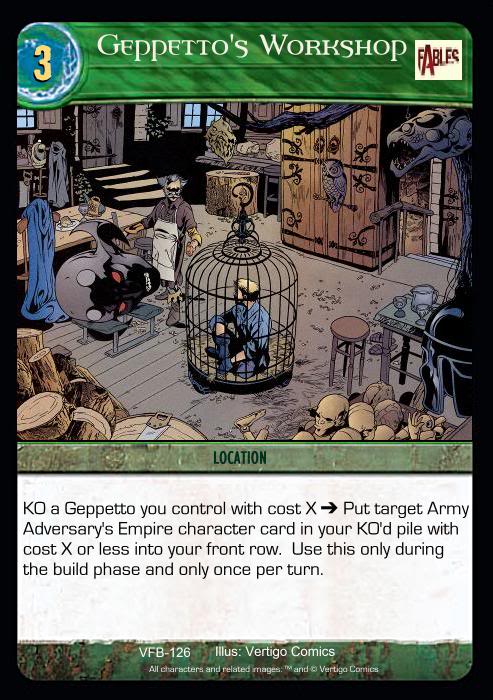 3
Geppetto's Workshop
FABLES
LOCATION
KO a Geppetto you control with cost X ➔ Put target Army
Adversary's Empire character card in your KO'd pile with
cost X or less into your front row. Use this only during
the build phase and only once per turn.
VFB-126 Illus: Vertigo Comics
All characters and related images: ™ and © Vertigo Comics